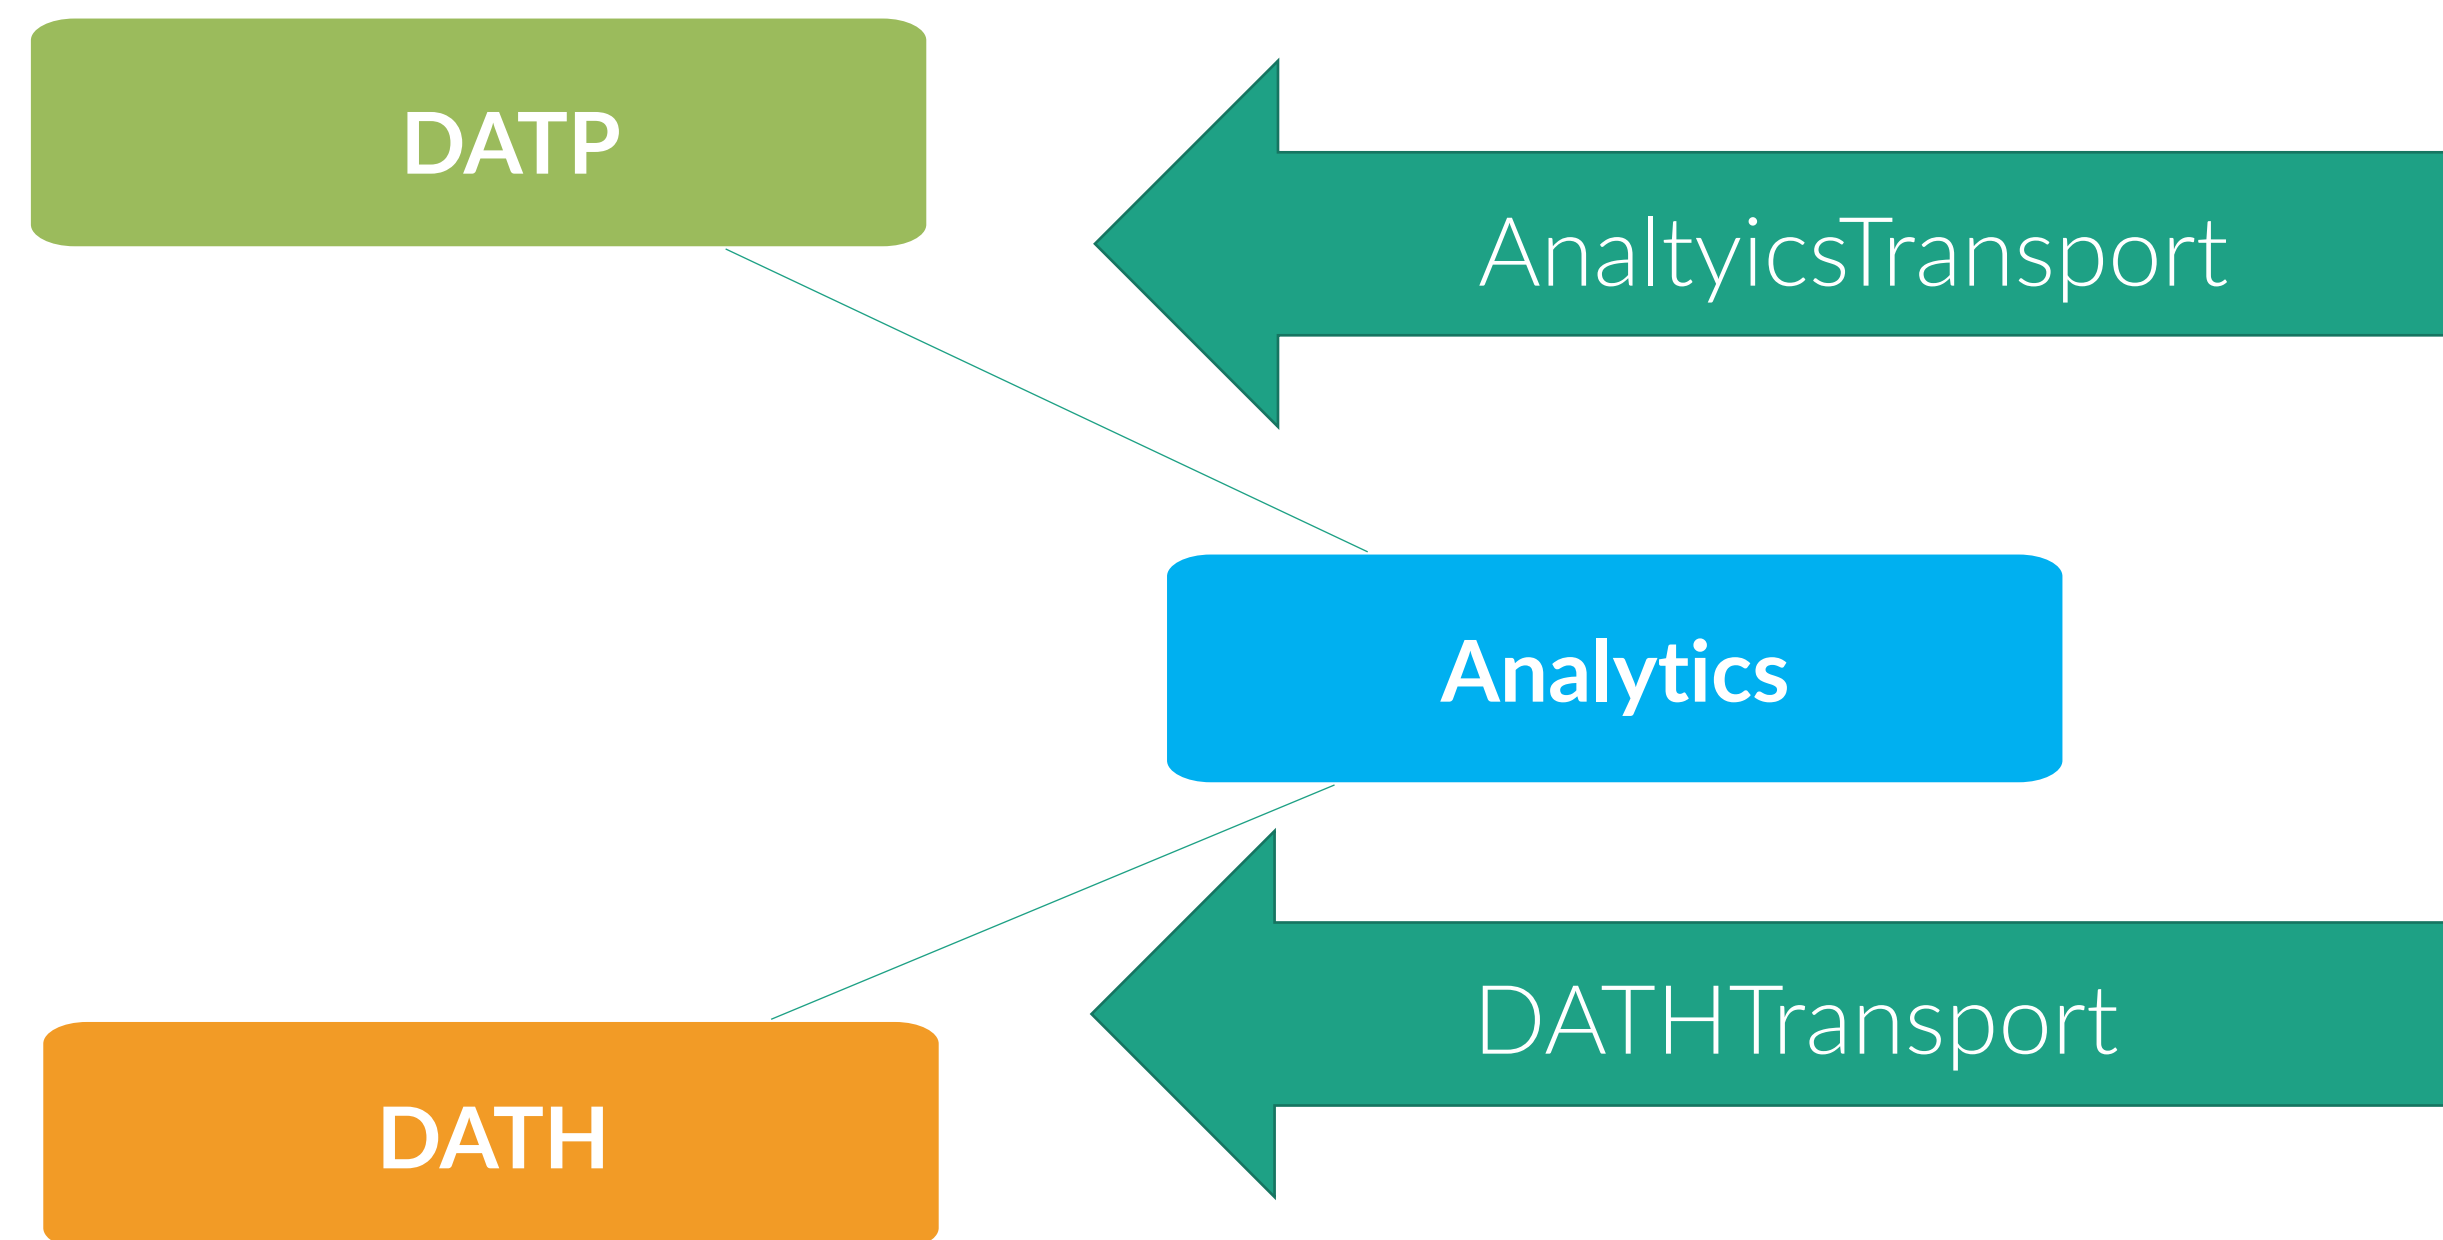 DATP
AnaltyicsTransport
Analytics
DATHTransport
DATH